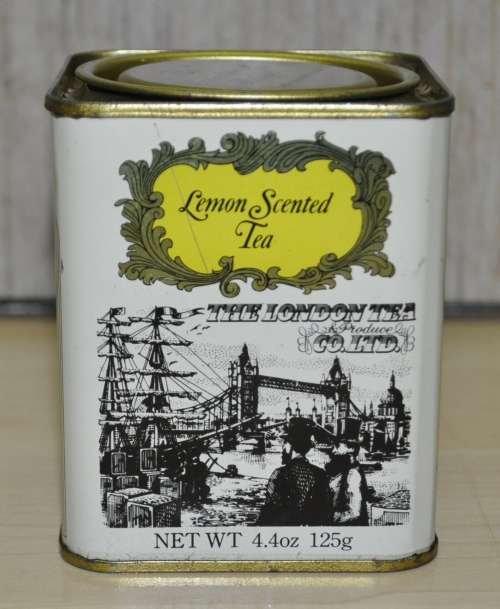 Lemon Scented
Tea
THE LONDON TEA
& Produce
CO. LTD.
NET WT 4.4oz 125g